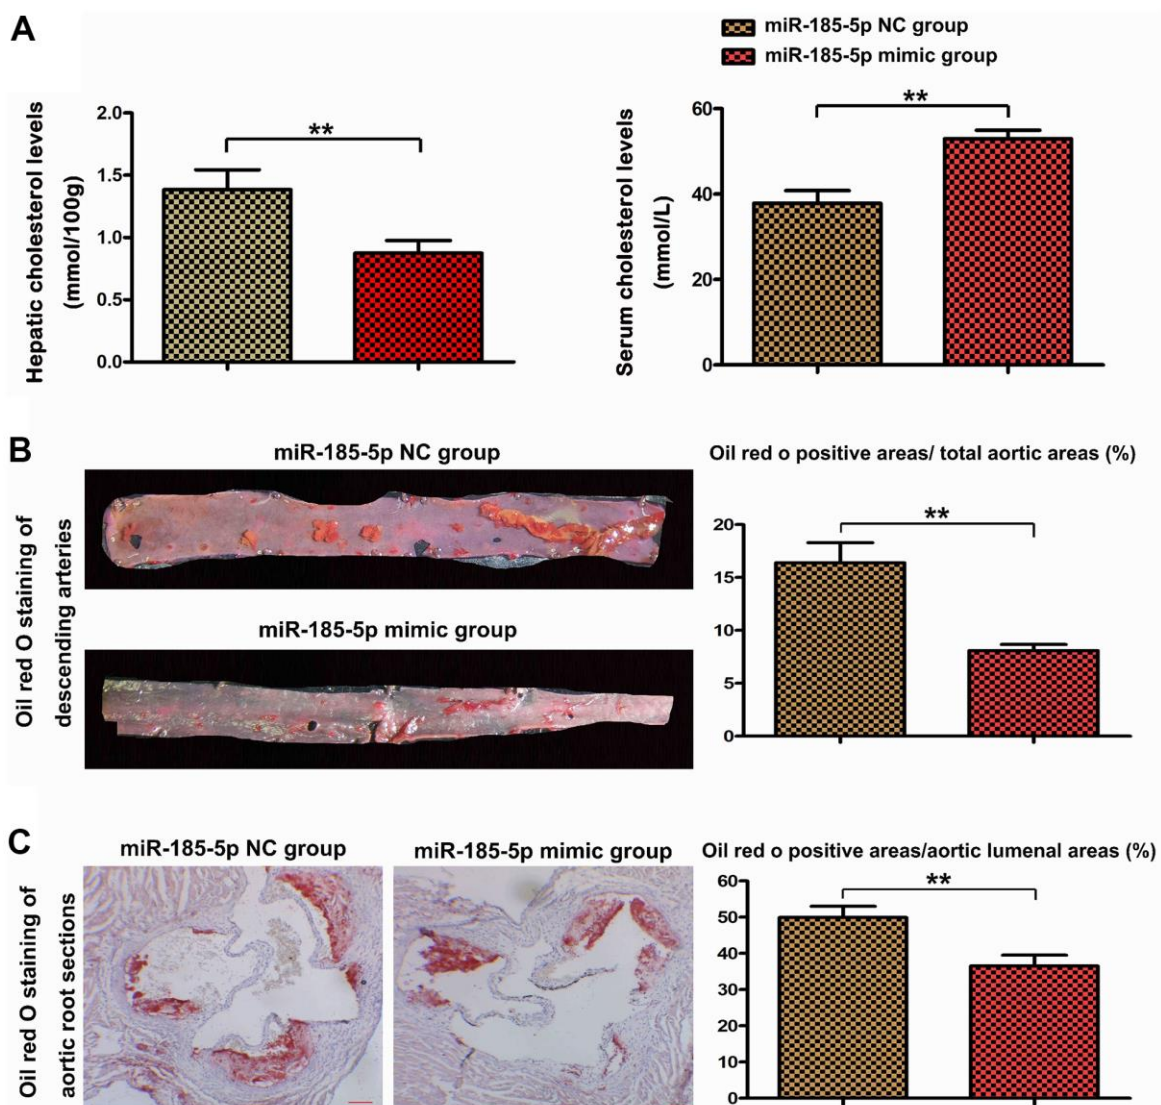 A
miR-185-5p NC group
miR-185-5p mimic group
Hepatic cholesterol levels
(mmol/100g)
2.0
1.5
1.0
0.5
0.0
**
Serum cholesterol levels
(mmol/L)
60
40
20
0
**
B
Oil red O staining of
descending arteries
miR-185-5p NC group
miR-185-5p mimic group
Oil red o positive areas/ total aortic areas (%)
20
15
10
5
0
**
C
Oil red O staining of
aortic root sections
miR-185-5p NC group
miR-185-5p mimic group
Oil red o positive areas/aortic lumenal areas (%)
60
50
40
30
20
10
0
**